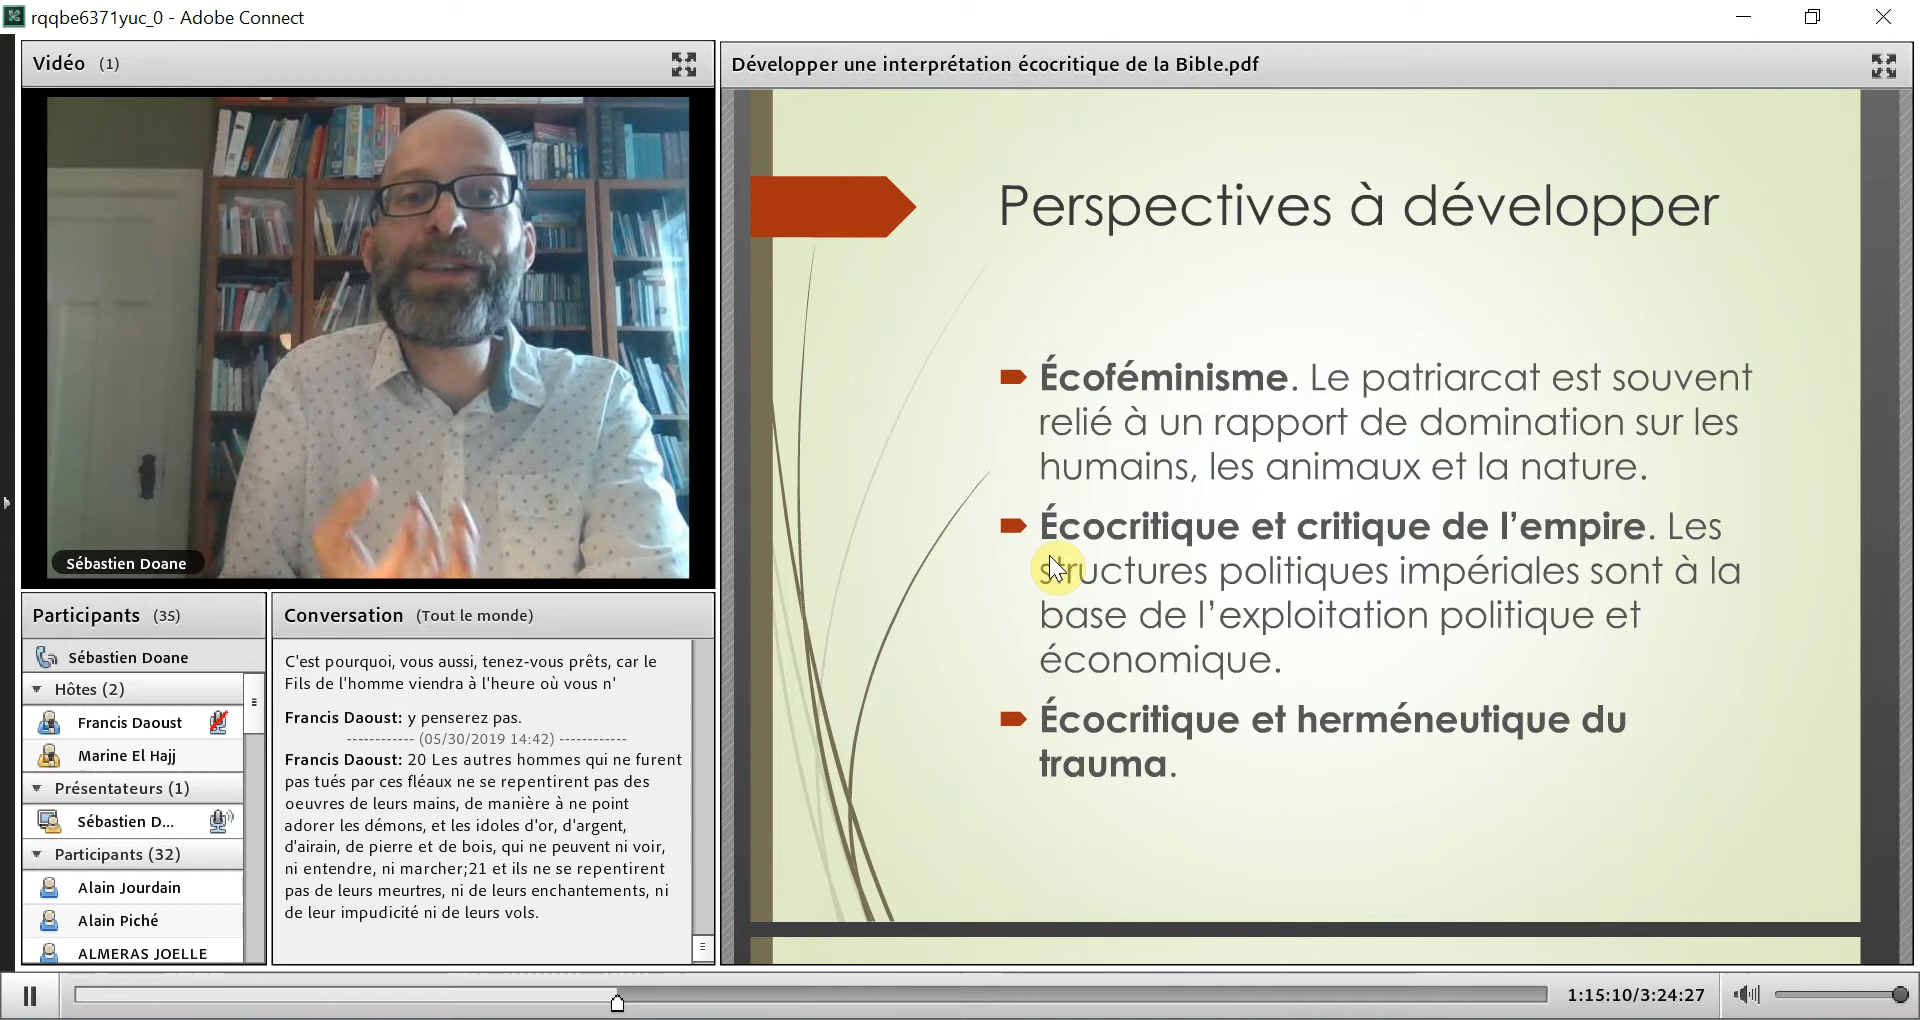 rqqbe6371yuc_0 - Adobe Connect
Vidéo (1)
Sébastien Doane
Participants (35)
Sébastien Doane
Hôtes (2)
Francis Daoust
Marine El Hajj
Présentateurs (1)
Sébastien D...
Participants (32)
Alain Jourdain
Alain Piché
ALMERAS JOELLE
Conversation (Tout le monde)
C'est pourquoi, vous aussi, tenez-vous prêts, car le
Fils de l'homme viendra à l'heure où vous n'
Francis Daoust: y penserez pas.
------------ (05/30/2019 14:42) ------------
Francis Daoust: 20 Les autres hommes qui ne furent
pas tués par ces fléaux ne se repentirent pas des
oeuvres de leurs mains, de manière à ne point
adorer les démons, et les idoles d'or, d'argent,
d'airain, de pierre et de bois, qui ne peuvent ni voir,
ni entendre, ni marcher;21 et ils ne se repentirent
pas de leurs meurtres, ni de leurs enchantements, ni
de leur impudicité ni de leurs vols.
Développer une interprétation écocritique de la Bible.pdf
Perspectives à développer
Écoféminisme. Le patriarcat est souvent
relié à un rapport de domination sur les
humains, les animaux et la nature.
Écocritique et critique de l'empire. Les
structures politiques impériales sont à la
base de l'exploitation politique et
économique.
Écocritique et herméneutique du
trauma.
1:15:10/3:24:27